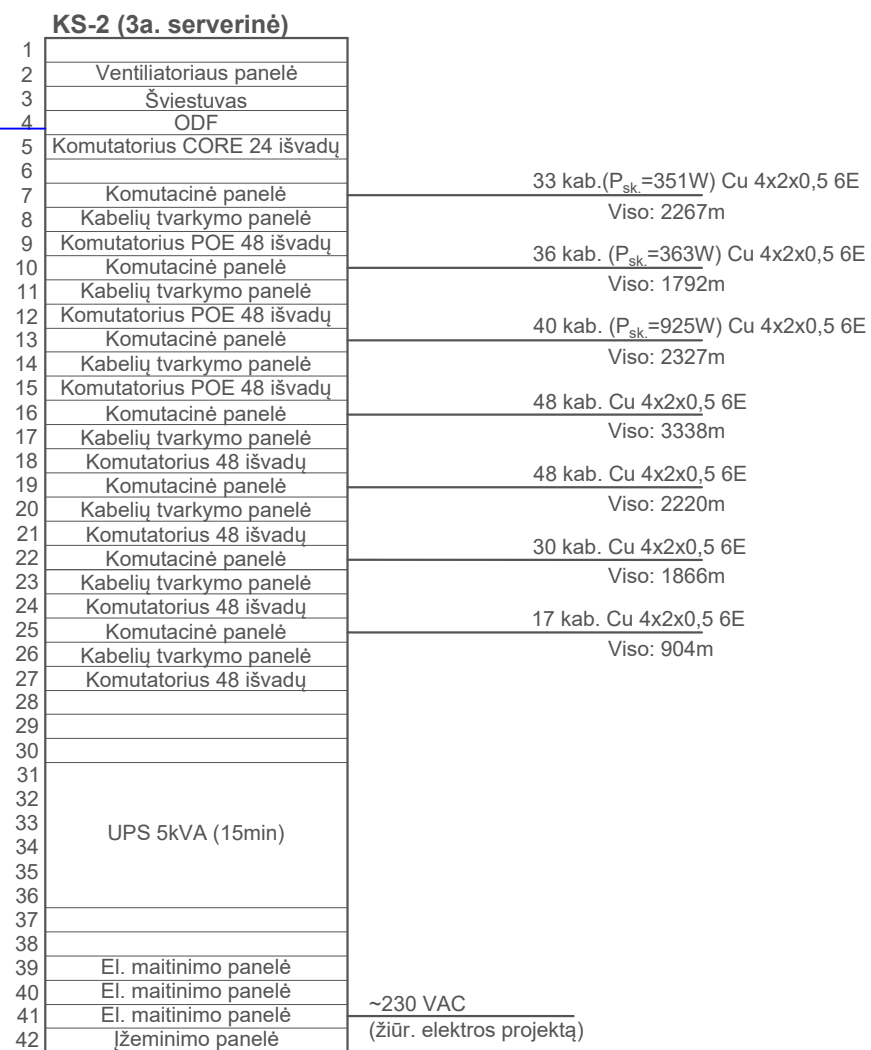 KS-2 (3a. serverinė)
1
2 Ventiliatoriaus panelė
3 Šviestuvas
4 ODF
5 Komutatorius CORE 24 išvadų
6
7 Komutacinė panelė 33 kab.(Psk.=351W) Cu 4x2x0,5 6E
Viso: 2267m
8 Kabelių tvarkymo panelė
9 Komutatorius POE 48 išvadų
10 Komutacinė panelė 36 kab. (Psk.=363W) Cu 4x2x0,5 6E
Viso: 1792m
11 Kabelių tvarkymo panelė
12 Komutatorius POE 48 išvadų
13 Komutacinė panelė 40 kab. (Psk.=925W) Cu 4x2x0,5 6E
Viso: 2327m
14 Kabelių tvarkymo panelė
15 Komutatorius POE 48 išvadų
16 Komutacinė panelė 48 kab. Cu 4x2x0,5 6E
Viso: 3338m
17 Kabelių tvarkymo panelė
18 Komutatorius 48 išvadų
19 Komutacinė panelė 48 kab. Cu 4x2x0,5 6E
Viso: 2220m
20 Kabelių tvarkymo panelė
21 Komutatorius 48 išvadų
22 Komutacinė panelė 30 kab. Cu 4x2x0,5 6E
Viso: 1866m
23 Kabelių tvarkymo panelė
24 Komutatorius 48 išvadų
25 Komutacinė panelė 17 kab. Cu 4x2x0,5 6E
Viso: 904m
26 Kabelių tvarkymo panelė
27 Komutatorius 48 išvadų
28
29
30
31
32
33
UPS 5kVA (15min)
34
35
36
37
38
39 El. maitinimo panelė
40 El. maitinimo panelė
41 El. maitinimo panelė ~230 VAC
(žiūr. elektros projektą)
42 Įžeminimo panelė